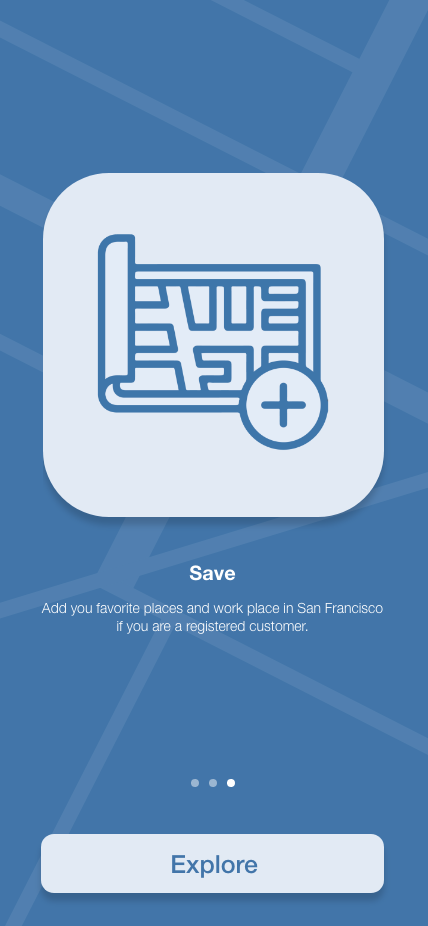 Save
Add you favorite places and work place in San Francisco
if you are a registered customer.
Explore